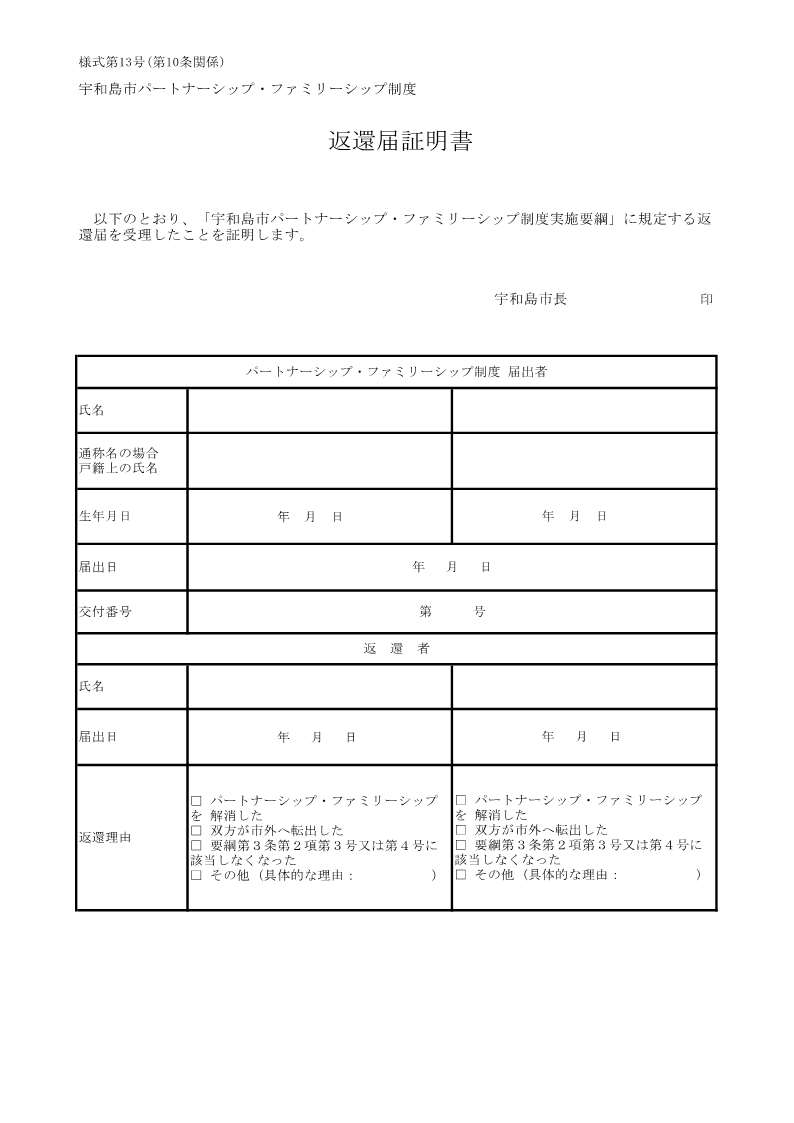 様式第13号(第10条関係)
宇和島市パートナーシップ・ファミリーシップ制度
返還届証明書
以下のとおり、「宇和島市パートナーシップ・ファミリーシップ制度実施要綱」に規定する返
還届を受理したことを証明します。
宇和島市長 印
パートナーシップ・ファミリーシップ制度 届出者
氏名
通称名の場合
戸籍上の氏名
生年月日 年 月 日 年 月 日
届出日 年 月 日
交付番号 第 号
返 還 者
氏名
届出日 年 月 日 年 月 日
返還理由
□ パートナーシップ・ファミリーシップ
を 解消した
□ 双方が市外へ転出した
□ 要綱第3条第2項第3号又は第4号に
該当しなくなった
□ その他(具体的な理由: )
□ パートナーシップ・ファミリーシップ
を 解消した
□ 双方が市外へ転出した
□ 要綱第3条第2項第3号又は第4号に
該当しなくなった
□ その他(具体的な理由: )